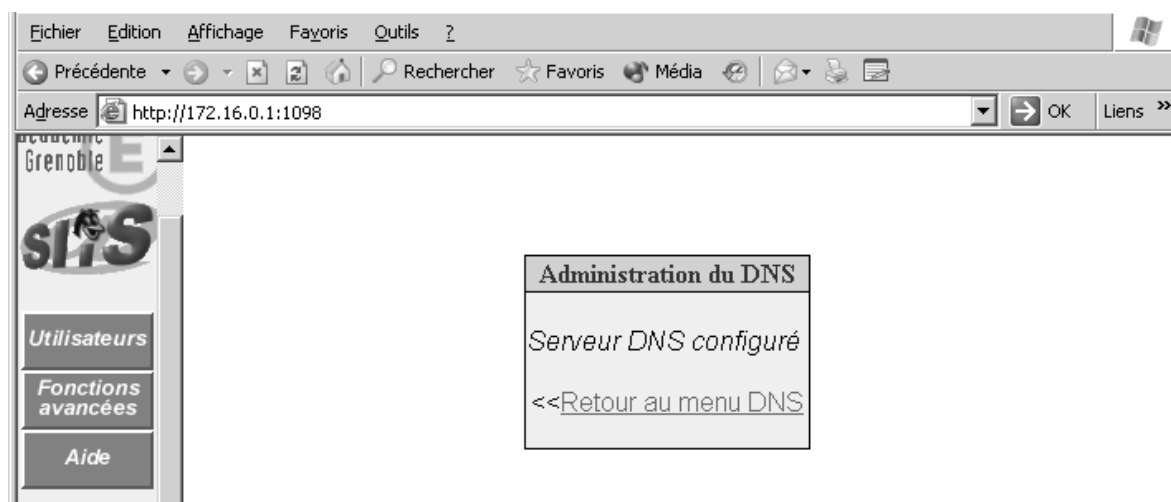 Fichier Edition Affichage Favoris Outils ?
Précédente Rechercher Favoris Média
Adresse http://172.16.0.1:1098 OK Liens »
Grenoble
SliS
Administration du DNS
Serveur DNS configuré
<<Retour au menu DNS
Utilisateurs
Fonctions
avancées
Aide